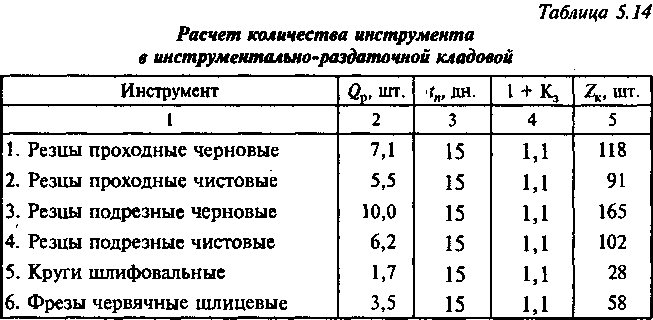 Таблица 5.14
Расчет количества инструмента
в инструментально-раздаточной кладовой
Инструмент Qр, шт. tп, дн. 1 + Кз Zк, шт.
1 2 3 4 5
1. Резцы проходные черновые 7,1 15 1,1 118
2. Резцы проходные чистовые 5,5 15 1,1 91
3. Резцы подрезные черновые 10,0 15 1,1 165
4. Резцы подрезные чистовые 6,2 15 1,1 102
5. Круги шлифовальные 1,7 15 1,1 28
6. Фрезы червячные шлицевые 3,5 15 1,1 58